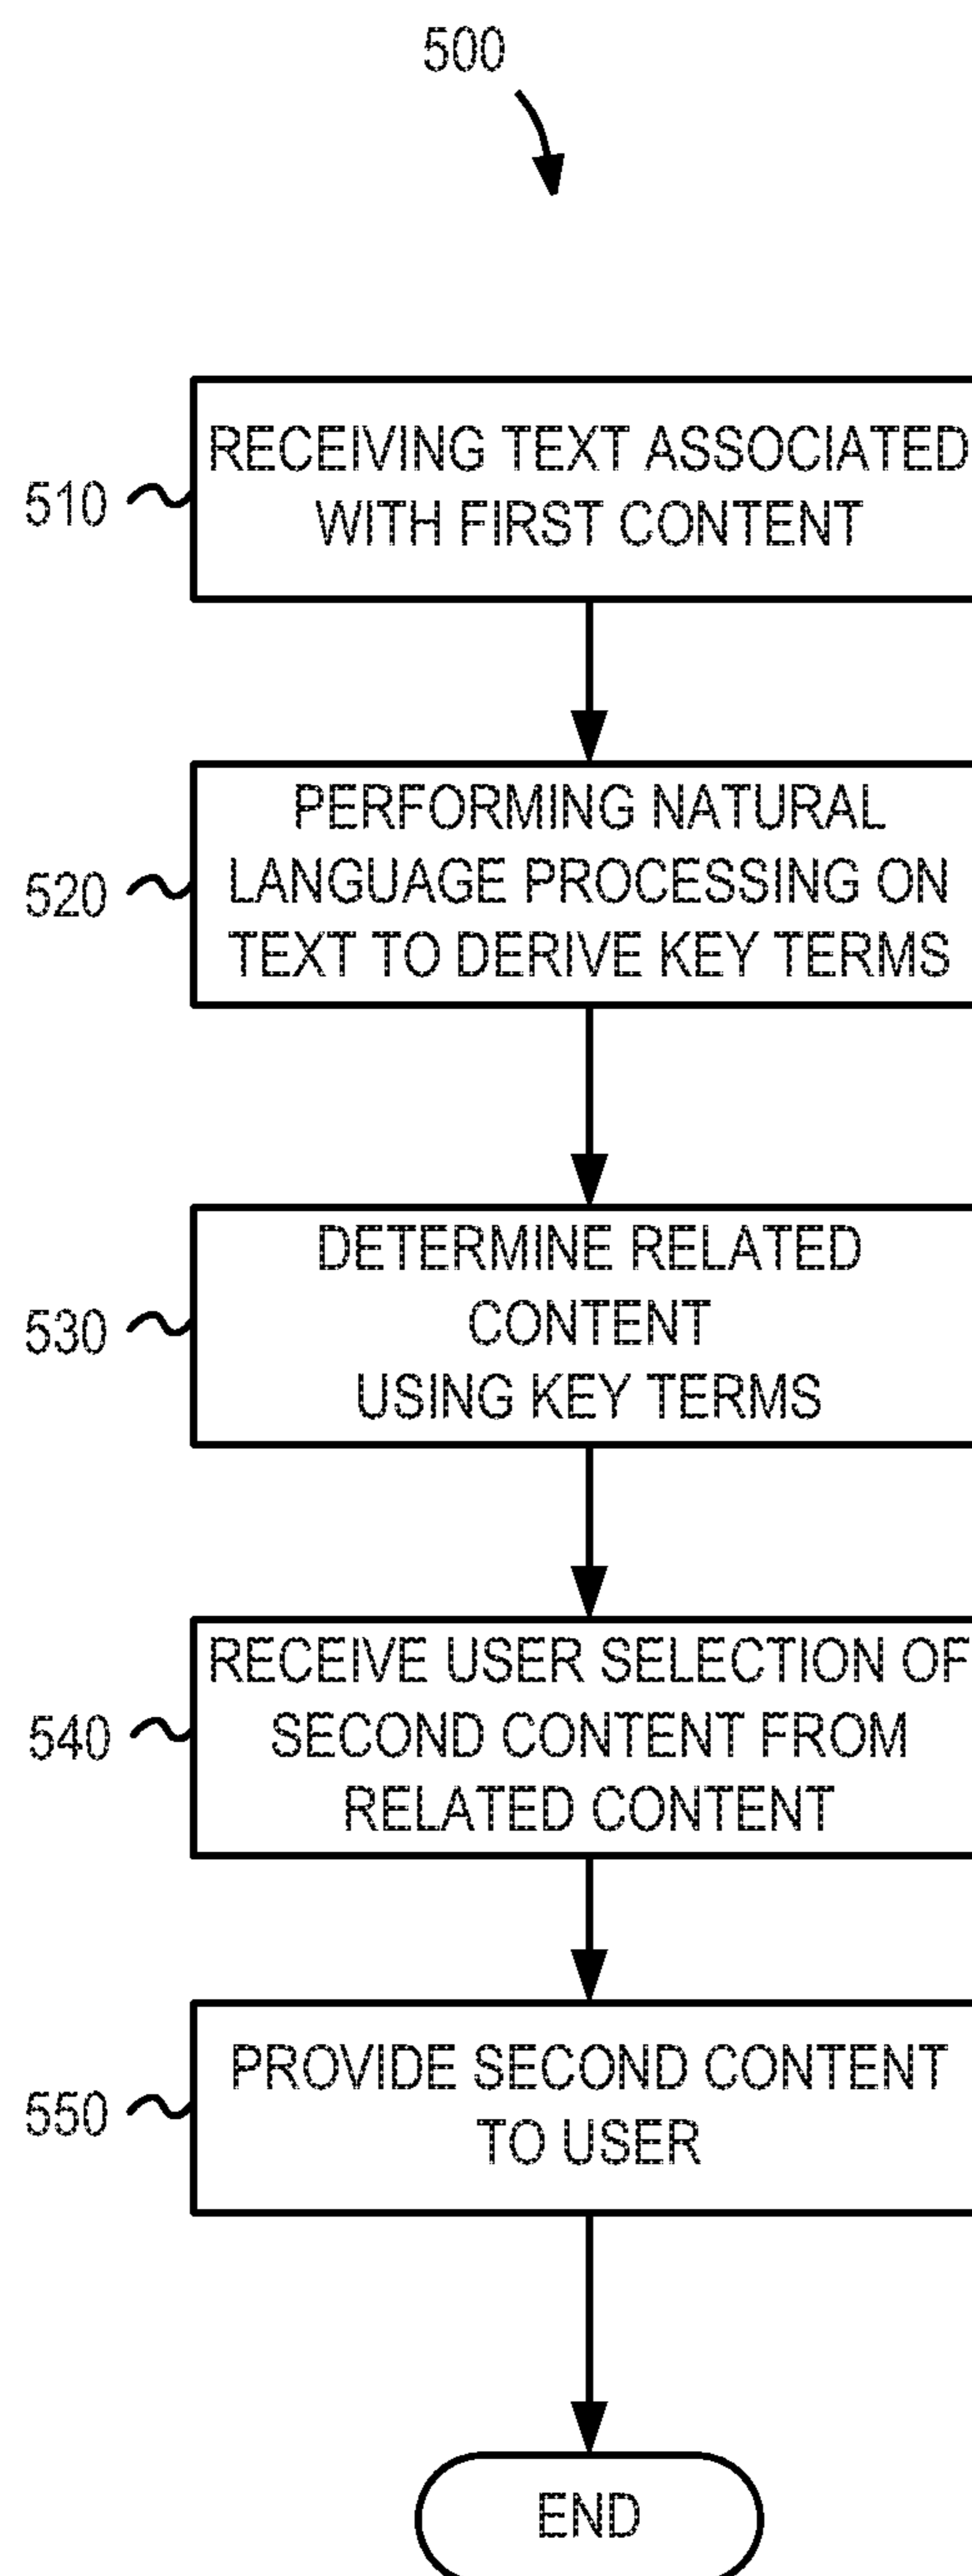 500
510
RECEIVING TEXT ASSOCIATED
WITH FIRST CONTENT
520
PERFORMING NATURAL
LANGUAGE PROCESSING ON
TEXT TO DERIVE KEY TERMS
530
DETERMINE RELATED
CONTENT
USING KEY TERMS
540
RECEIVE USER SELECTION OF
SECOND CONTENT FROM
RELATED CONTENT
550
PROVIDE SECOND CONTENT
TO USER
END